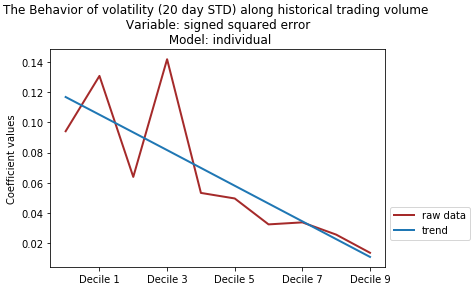 The Behavior of volatility (20 day STD) along historical trading volume
Variable: signed squared error
Model: individual
0.14
0.12
0.10
0.08
0.06
0.04
0.02
Coefficient values
raw data
trend
Decile 1 Decile 3 Decile 5 Decile 7 Decile 9